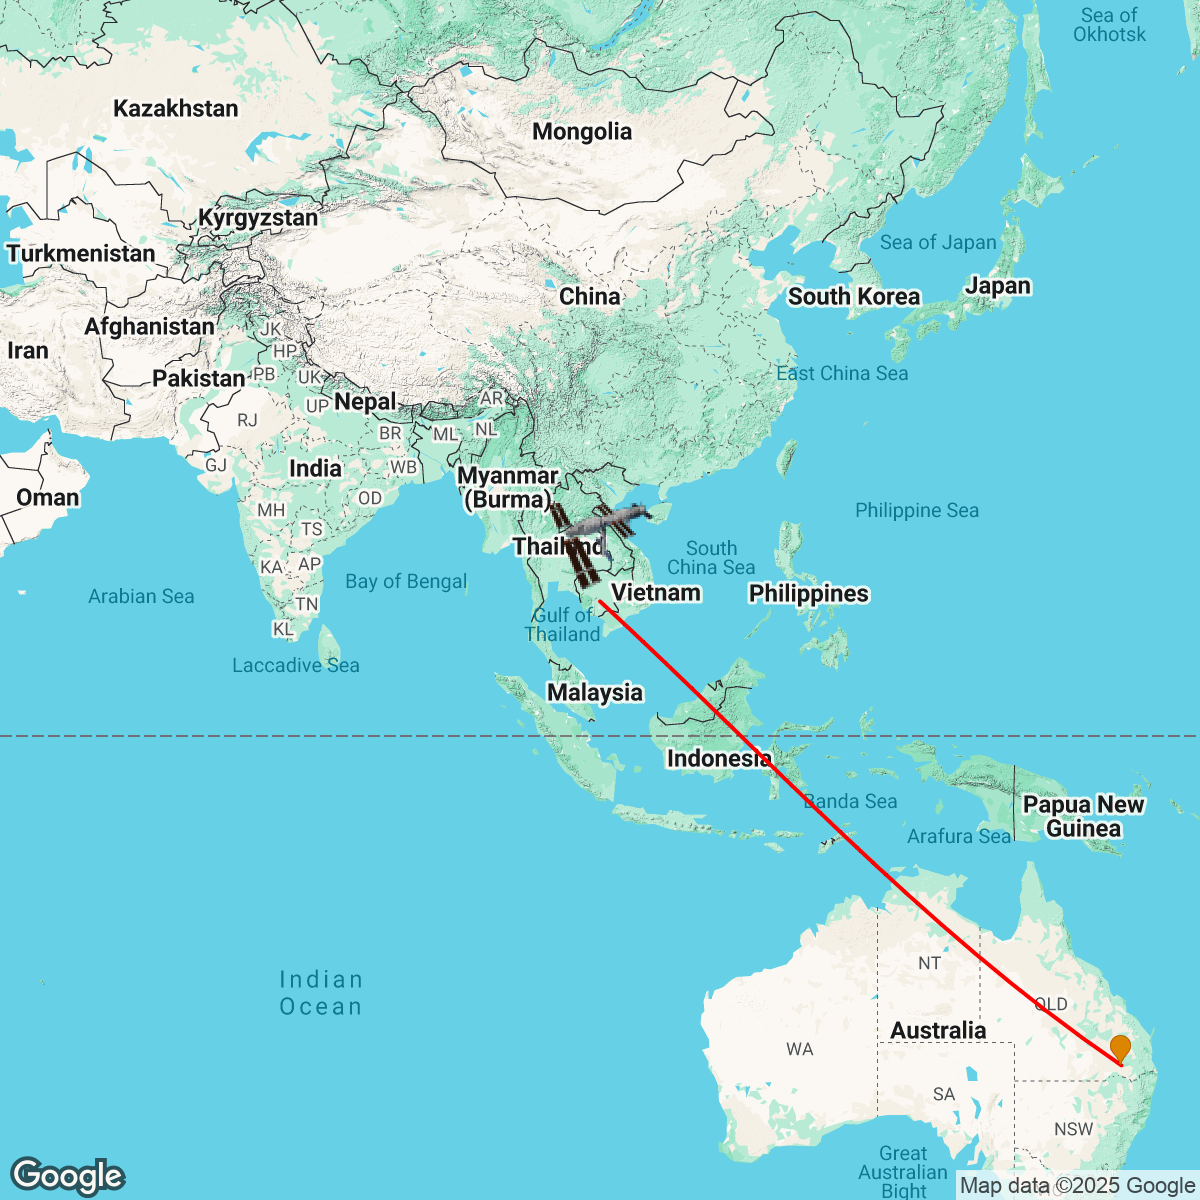 Sea of
Okhotsk
Kazakhstan
Mongolia
Kyrgyzstan
Sea of Japan
Turkmenistan
Japan
China
South Korea
Afghanistan
JK
Iran
HP
Pakistan
PB
UK
East China Sea
Nepal
AR
UP
RJ
BR
ML
NL
GJ
India
WB
Myanmar
(Burma)
Oman
OD
MH
Philippine Sea
TS
Thailand
South
China Sea
KA
AP
Bay of Bengal
Arabian Sea
Vietnam
Philippines
TN
Gulf of
Thailand
KL
Laccadive Sea
Malaysia
Indonesia
Banda Sea
Papua New
Guinea
Arafura Sea
NT
Indian
Ocean
QLD
Australia
WA
SA
NSW
Great
Australian
Bight
Google
Map data ©2025 Google